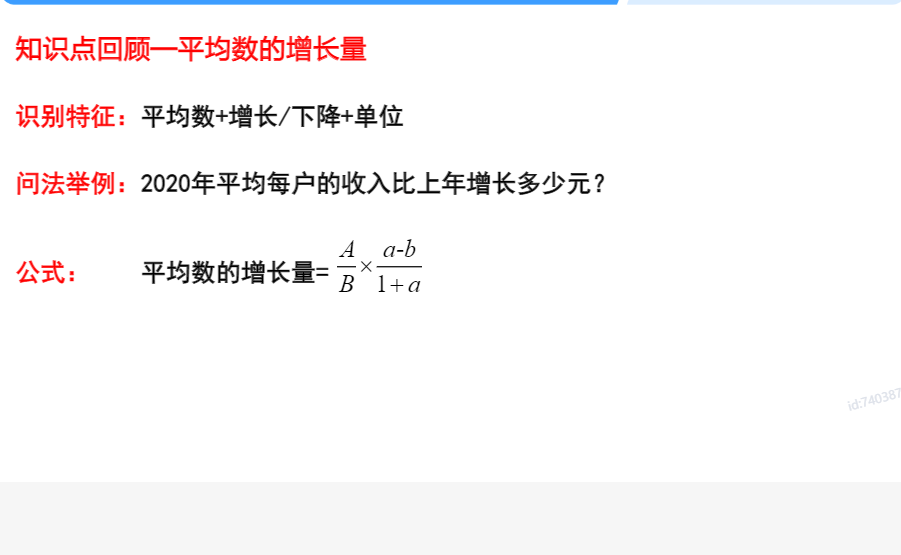 知识点回顾—平均数的增长量
识别特征：平均数+增长/下降+单位
问法举例：2020年平均每户的收入比上年增长多少元？
公式： 平均数的增长量= A/B × a-b/1+a
id:740387